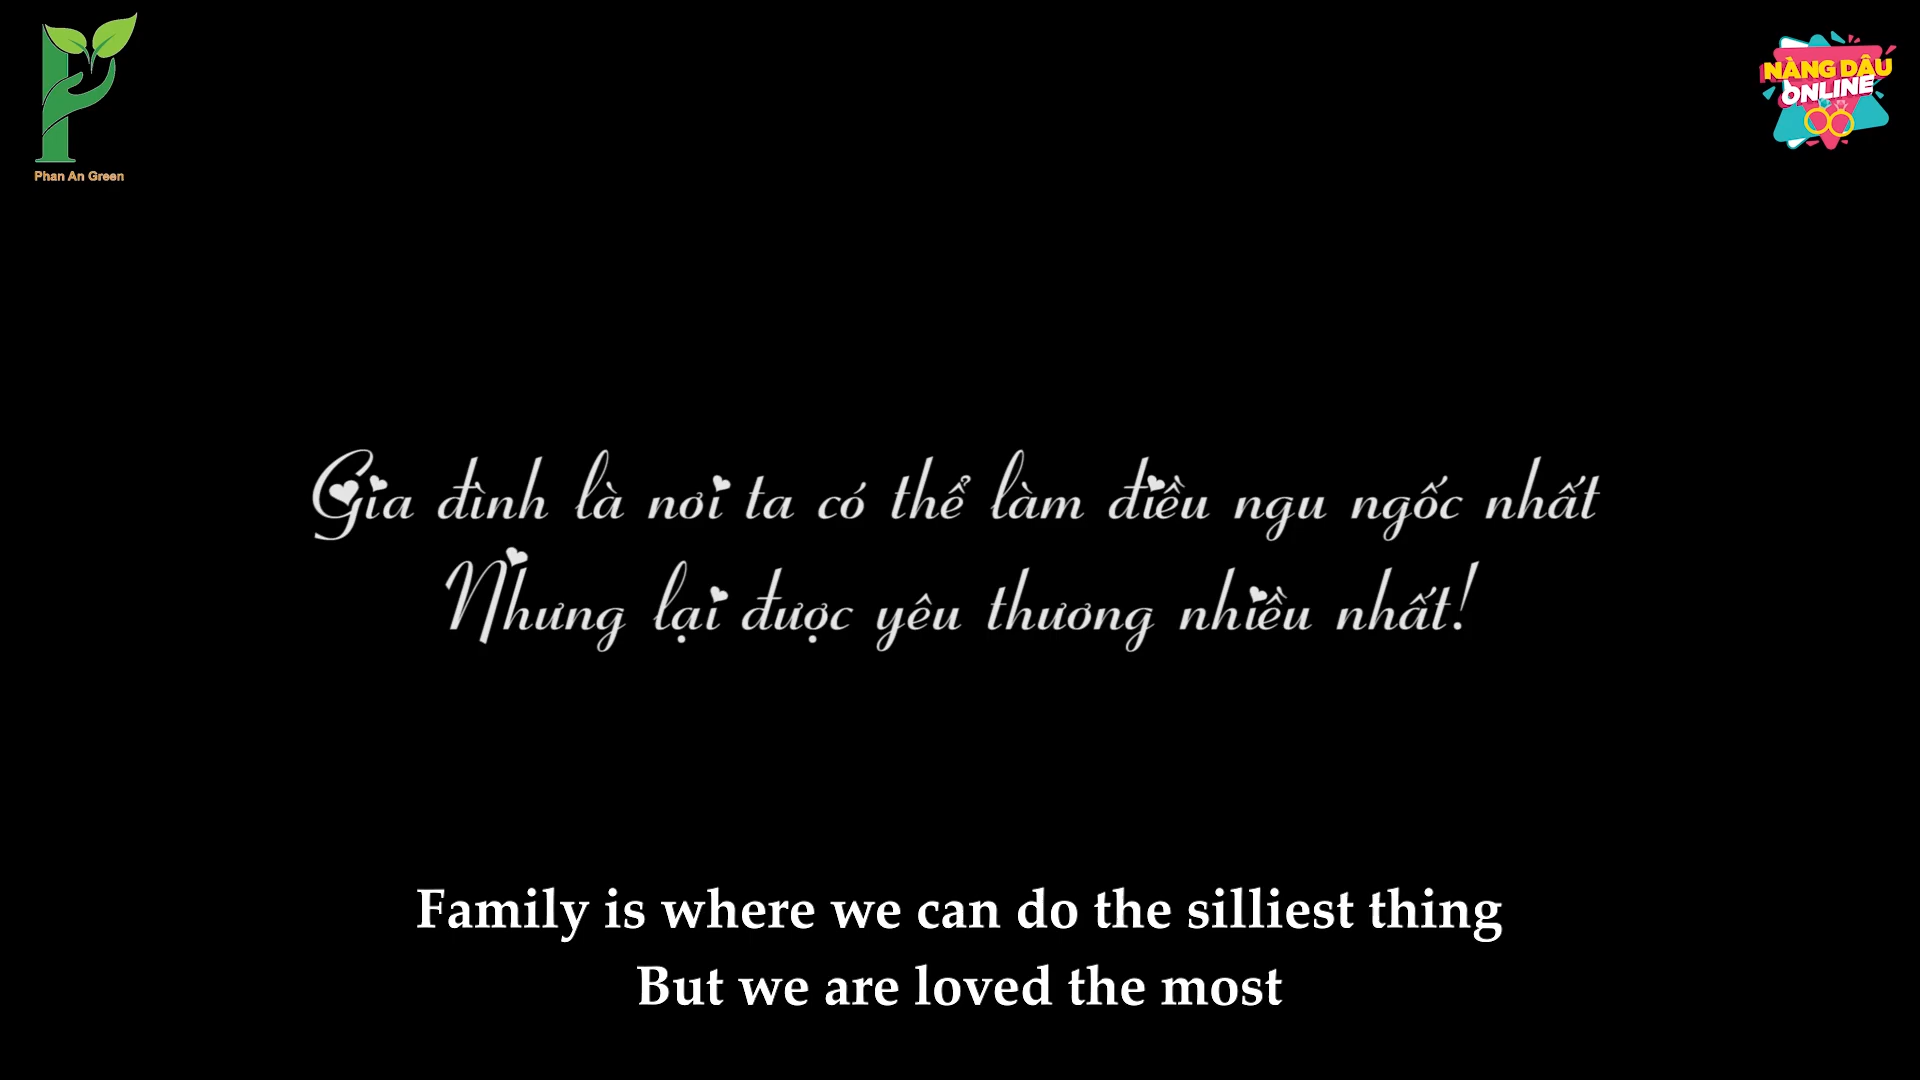 Phan An Green
NÀNG DÂU
ONLINE
Gia đình là nơi ta có thể làm điều ngu ngốc nhất
Nhưng lại được yêu thương nhiều nhất!
Family is where we can do the silliest thing
But we are loved the most